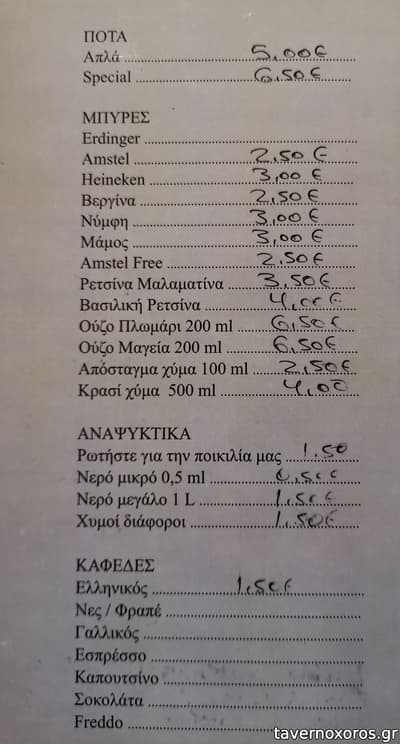 ΠΟΤΑ
Απλά 5,00€
Special 6,50€
ΜΠΥΡΕΣ
Erdinger
Amstel 2,50€
Heineken 3,00€
Βεργίνα 2,50€
Νύμφη 3,00€
Μάμος 3,00€
Amstel Free 2,50€
Ρετσίνα Μαλαματίνα 3,50€
Βασιλική Ρετσίνα 4,00€
Ούζο Πλωμάρι 200 ml 6,50€
Ούζο Μαγεία 200 ml 6,50€
Απόσταγμα χύμα 100 ml 2,50€
Κρασί χύμα 500 ml 4,00
ΑΝΑΨΥΚΤΙΚΑ
Ρωτήστε για την ποικιλία μας 1.50
Νερό μικρό 0,5 ml 0,50€
Νερό μεγάλο 1 L 1,50€
Χυμοί διάφοροι 1,50€
ΚΑΦΕΔΕΣ
Ελληνικός 1,50€
Νες / Φραπέ
Γαλλικός
Εσπρέσσο
Καπουτσίνο
Σοκολάτα
Freddo
tavernoxoros.gr